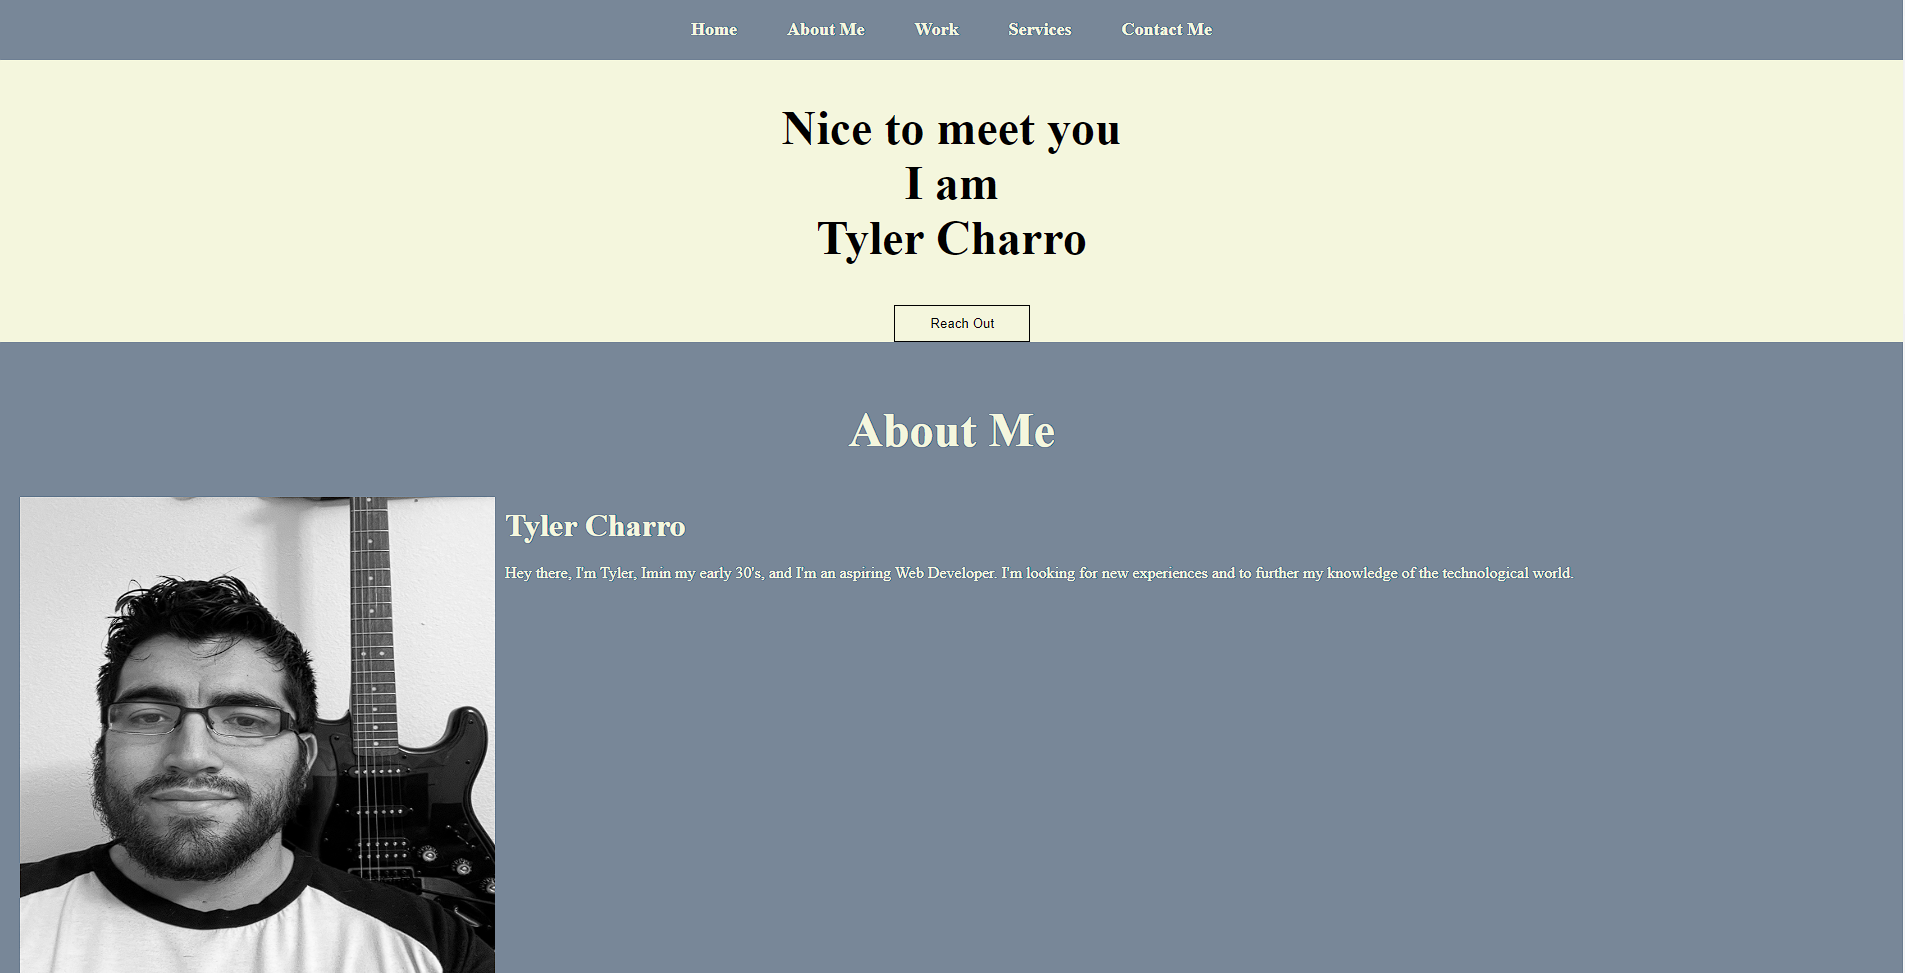 Home About Me Work Services Contact Me
Nice to meet you
I am
Tyler Charro
Reach Out
About Me
Tyler Charro
Hey there, I'm Tyler, Imin my early 30's, and I'm an aspiring Web Developer. I'm looking for new experiences and to further my knowledge of the technological world.